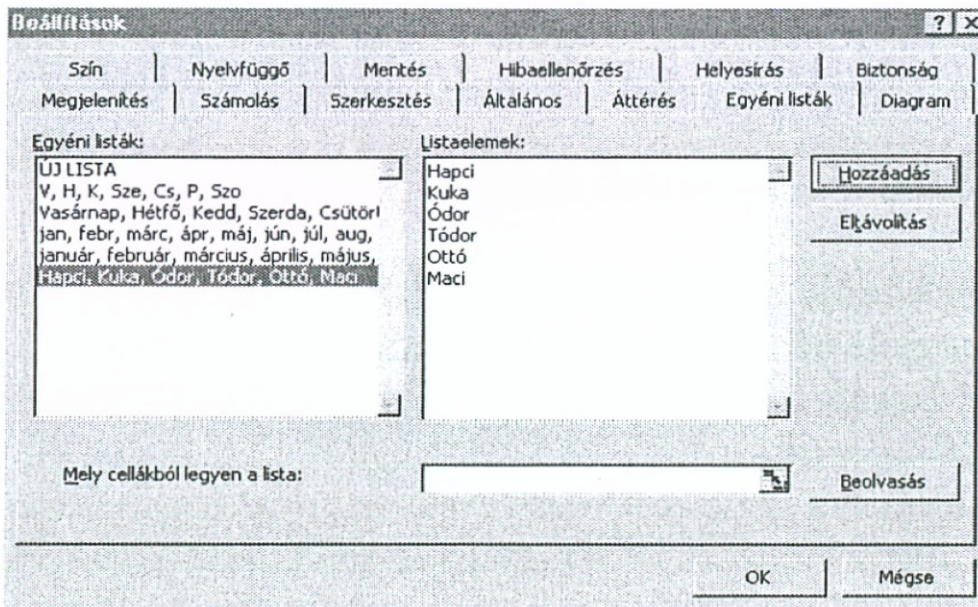 Beállítások
Szín Nyelvfüggő Mentés Hibaellenőrzés Helyesírás Biztonság
Megjelenítés Számolás Szerkesztés Általános Áttérés Egyéni listák Diagram
Egyéni listák:
ÚJ LISTA
V, H, K, Sze, Cs, P, Szo
Vasárnap, Hétfő, Kedd, Szerda, Csütört
jan, febr, márc, ápr, máj, jún, júl, aug,
január, február, március, április, május,
Hapci, Kuka, Ódor, Tódor, Ottó, Maci
Listaelemek:
Hapci
Kuka
Ódor
Tódor
Ottó
Maci
Hozzáadás
Eltávolítás
Mely cellákból legyen a lista:
Beolvasás
OK Mégse